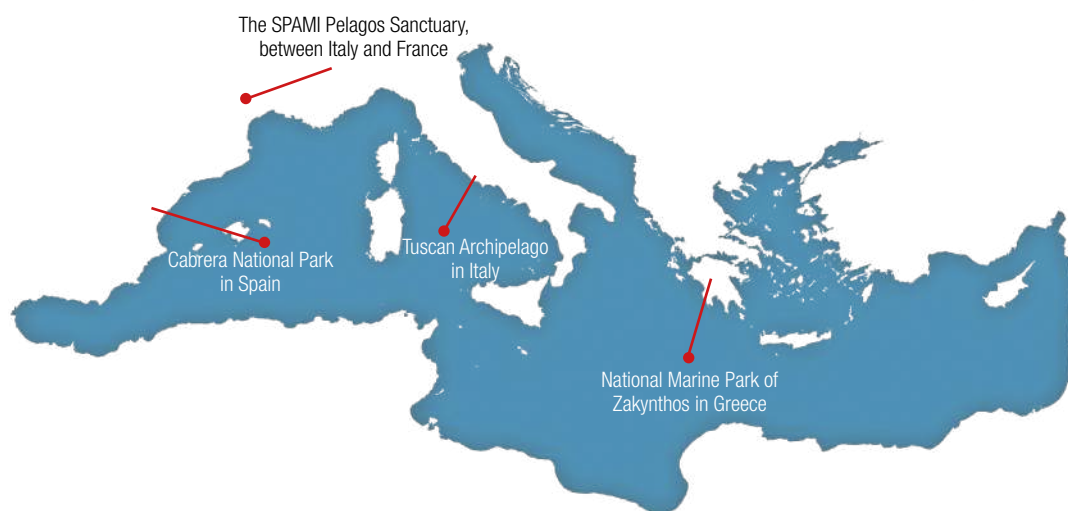 The SPAMI Pelagos Sanctuary,
between Italy and France
Cabrera National Park
in Spain
Tuscan Archipelago
in Italy
National Marine Park of
Zakynthos in Greece